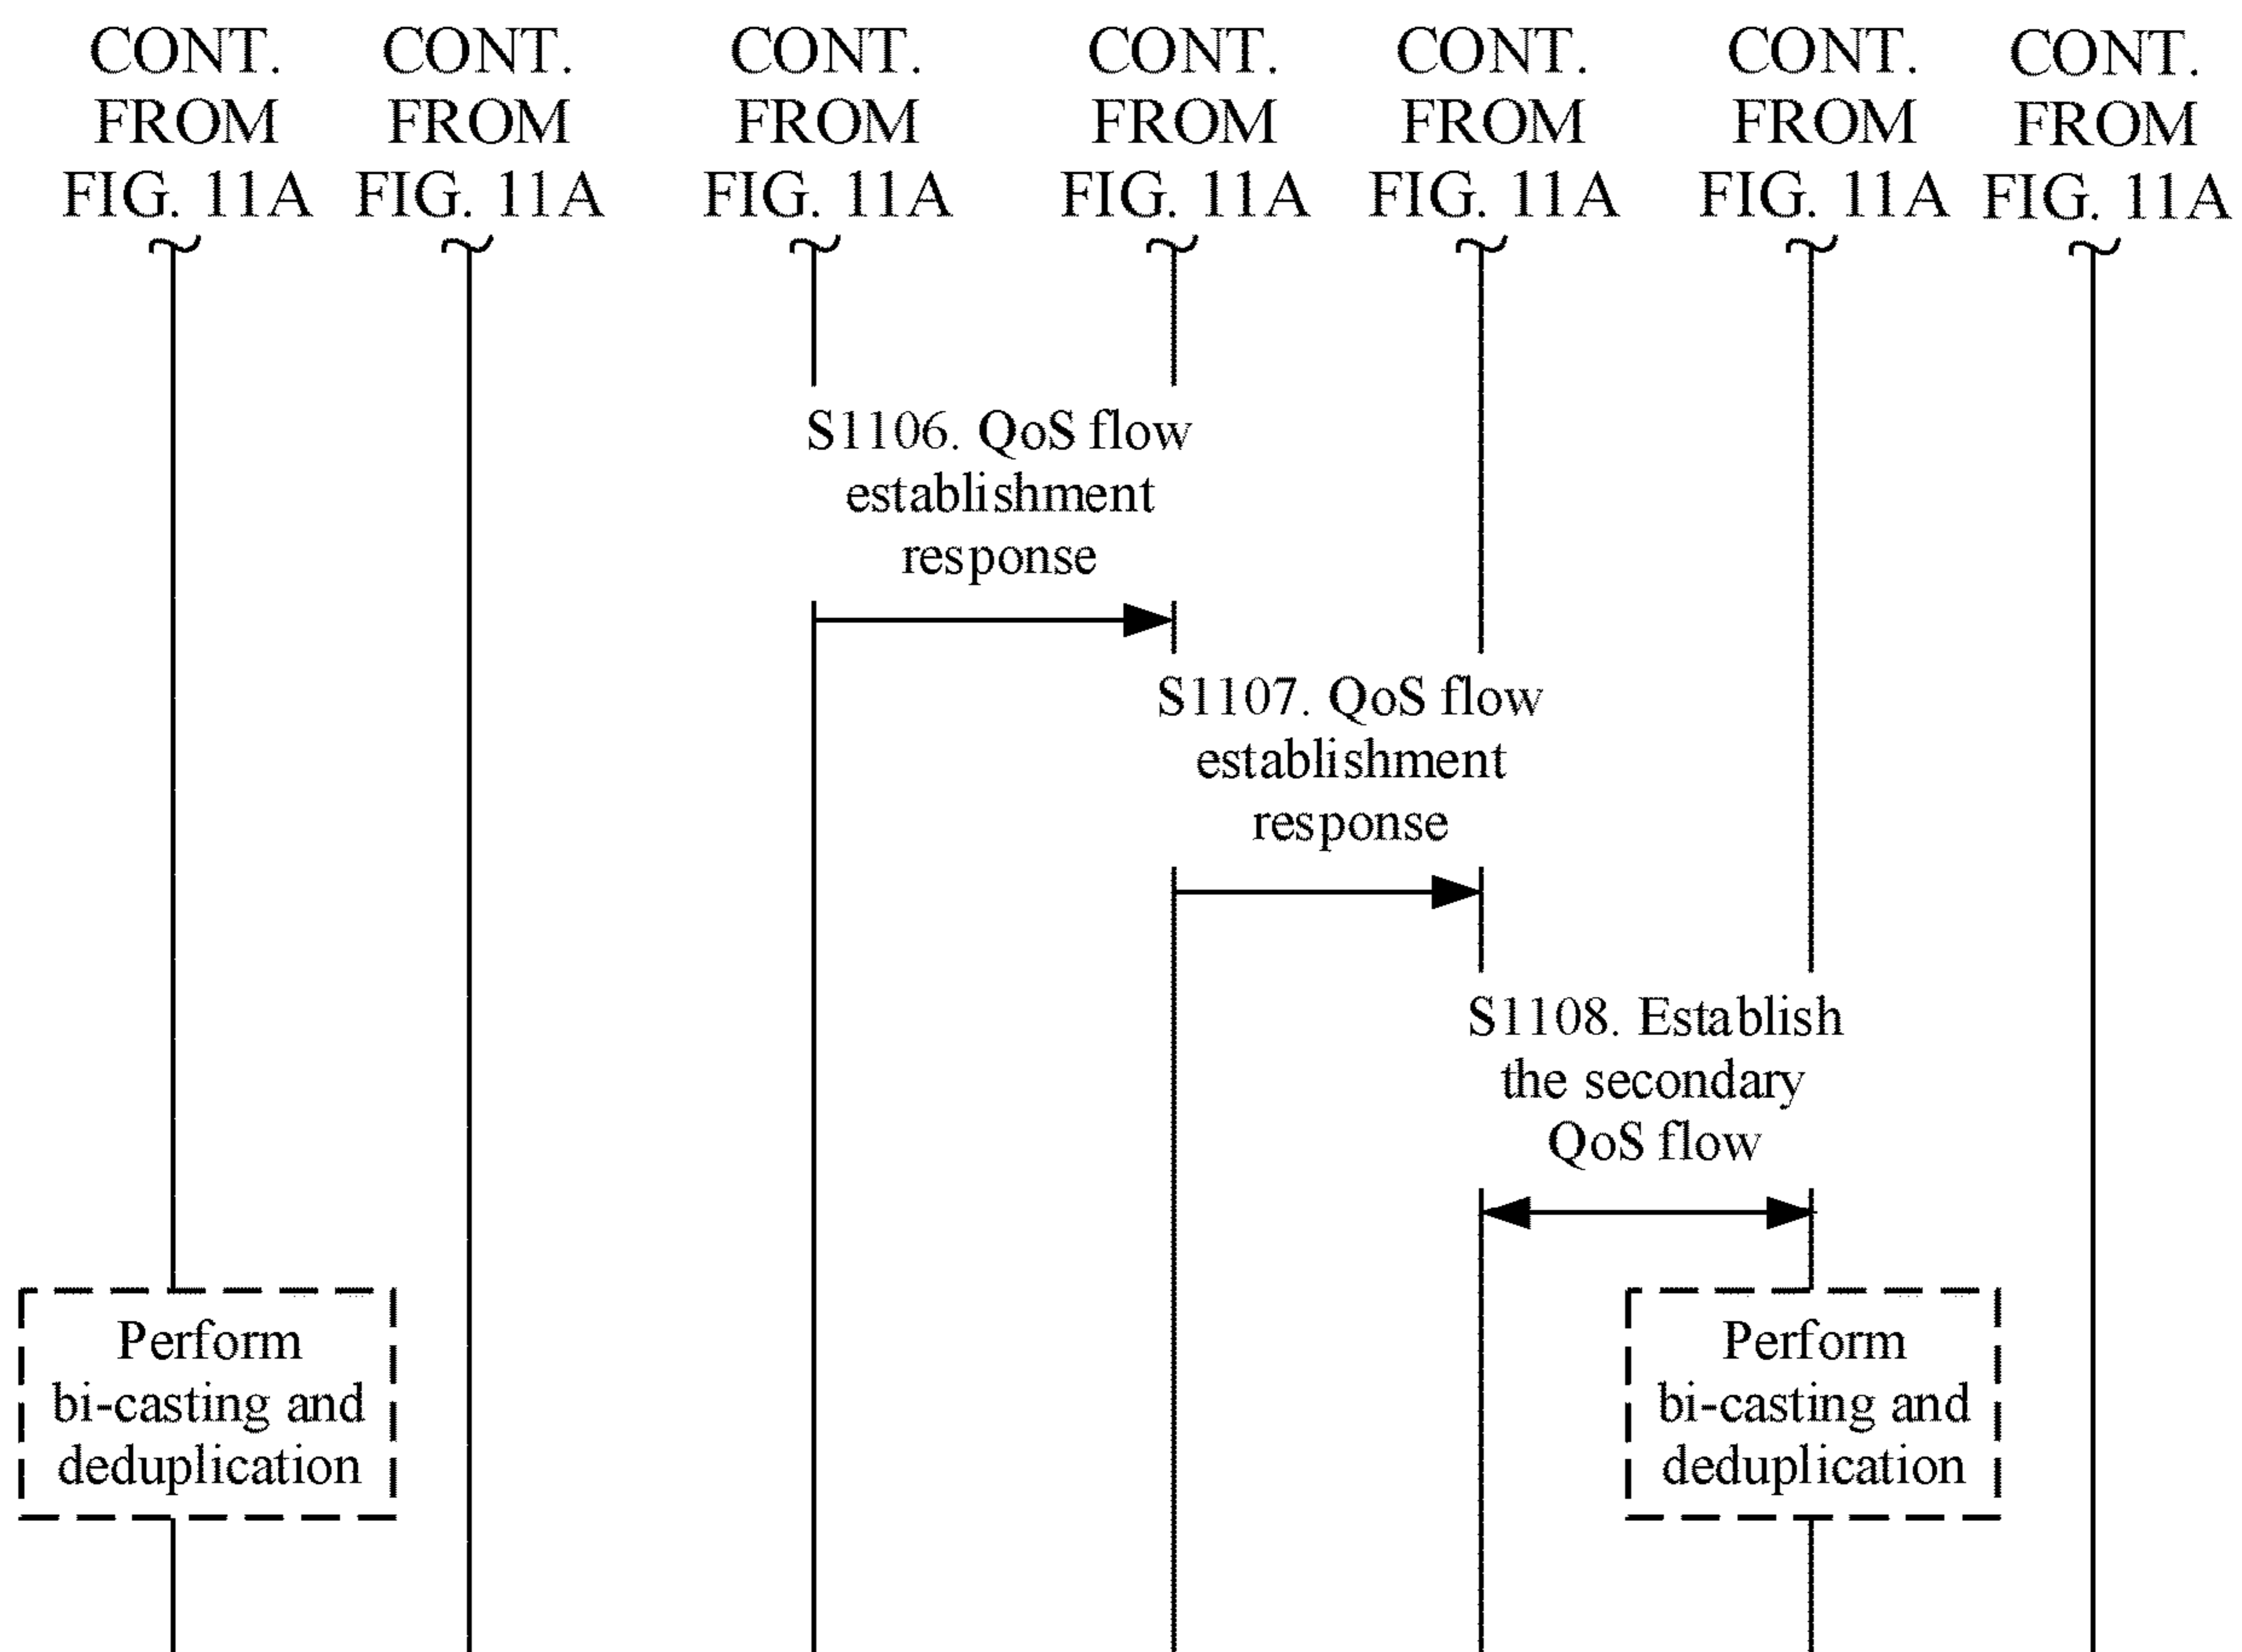 CONT. CONT. CONT. CONT. CONT. CONT. CONT.
FROM FROM FROM FROM FROM FROM FROM
FIG. 11A FIG. 11A FIG. 11A FIG. 11A FIG. 11A FIG. 11A FIG. 11A
S1106. QoS flow
establishment
response
S1107. QoS flow
establishment
response
S1108. Establish
the secondary
QoS flow
Perform
bi-casting and
deduplication
Perform
bi-casting and
deduplication